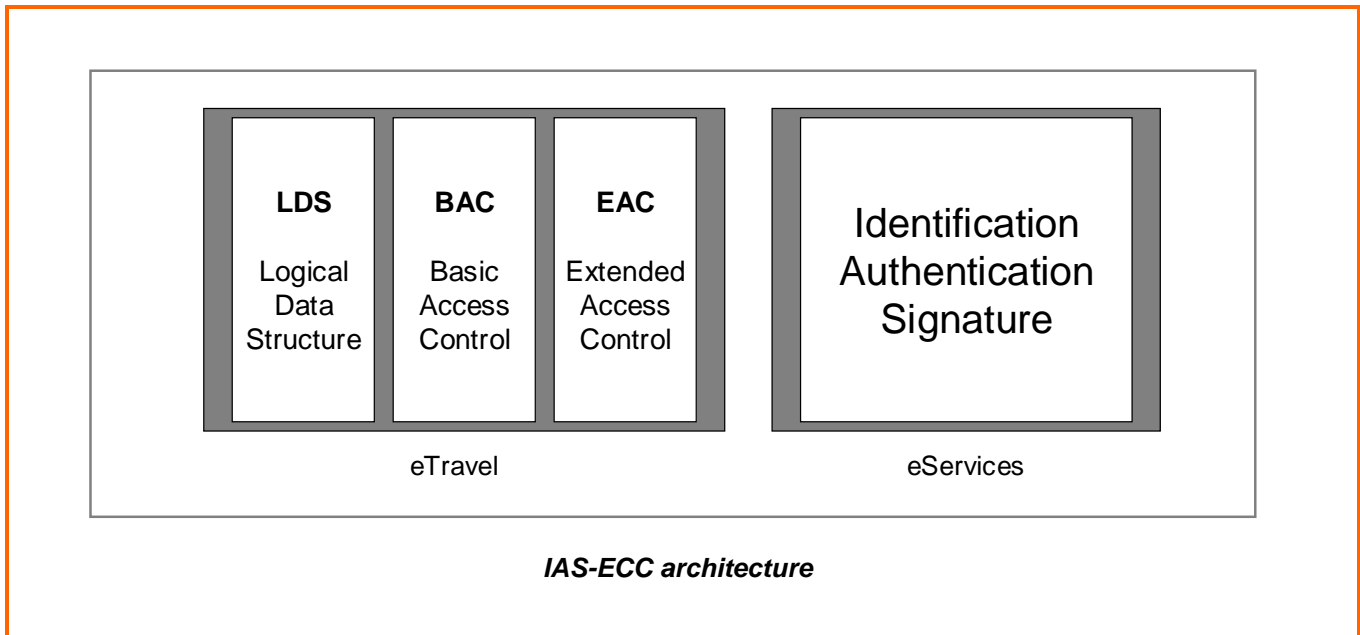 LDS
Logical
Data
Structure
BAC
Basic
Access
Control
EAC
Extended
Access
Control
Identification
Authentication
Signature
eTravel
eServices
IAS-ECC architecture